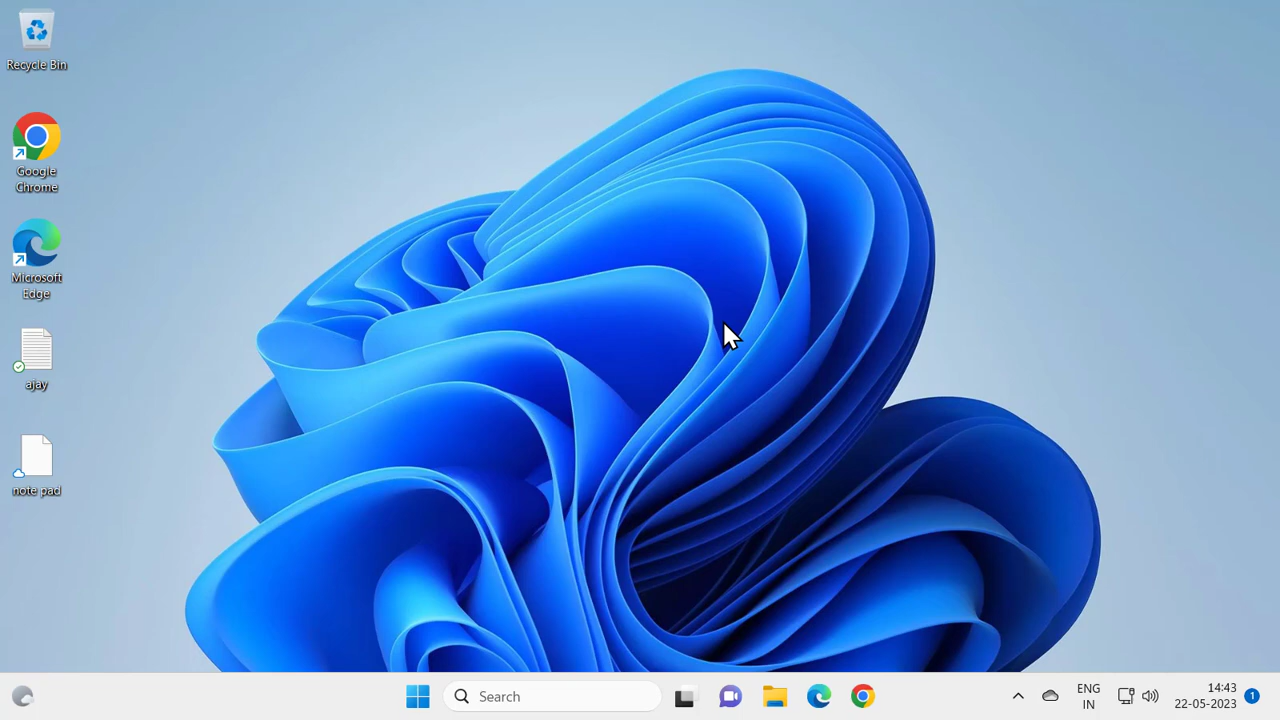 Recycle Bin
Google
Chrome
Microsoft
Edge
ajay
note pad
Search
ENG
IN
14:43
22-05-2023
1